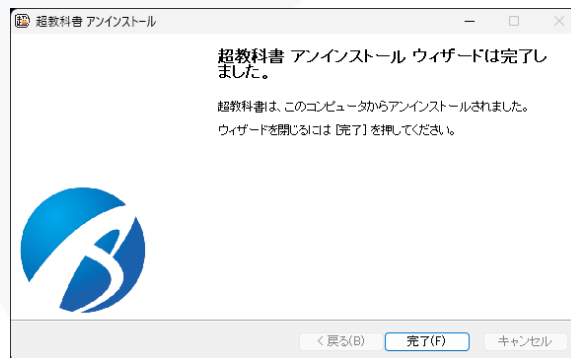 超教科書 アンインストール
超教科書 アンインストール ウィザードは完了し
ました。
超教科書は、このコンピュータからアンインストールされました。
ウィザードを閉じるには [完了] を押してください。
< 戻る(B)
完了(F)
キャンセル